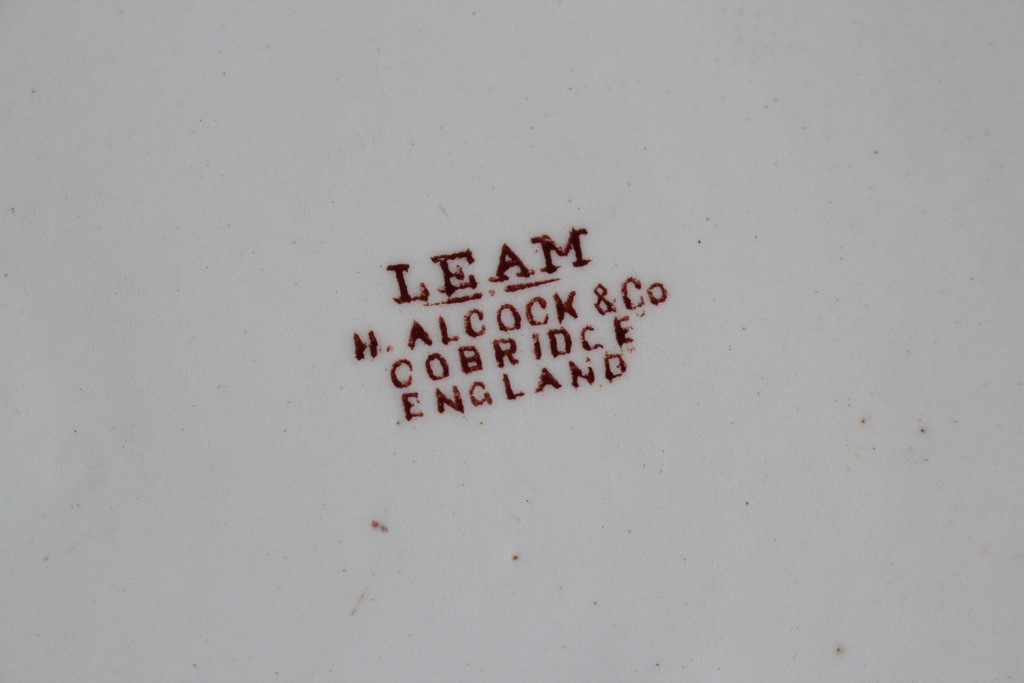 LEAM
H. ALCOCK & Co
COBRIDGE
ENGLAND